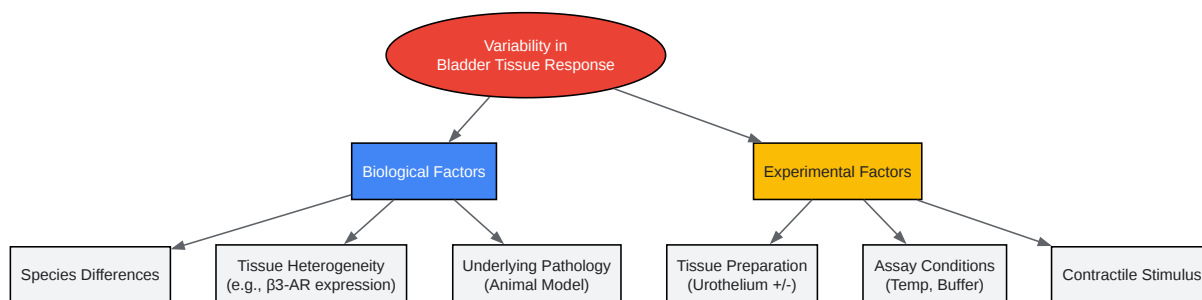 Variability in
Bladder Tissue Response
Biological Factors
Experimental Factors
Species Differences
Tissue Heterogeneity
(e.g., β3-AR expression)
Underlying Pathology
(Animal Model)
Tissue Preparation
(Urothelium +/-)
Assay Conditions
(Temp, Buffer)
Contractile Stimulus